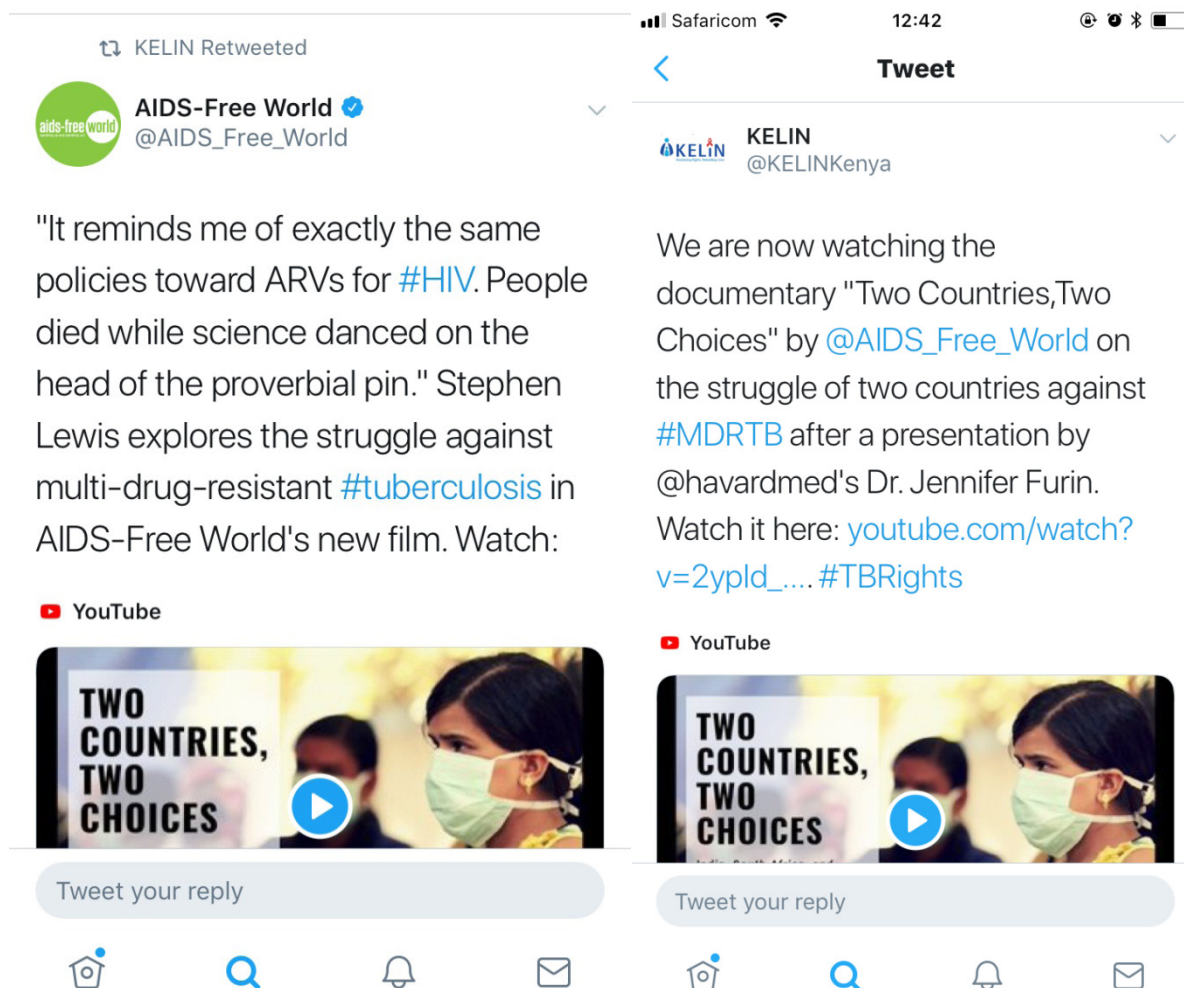 KELIN Retweeted
aids-free world
AIDS-Free World
@AIDS_Free_World
"It reminds me of exactly the same
policies toward ARVs for #HIV. People
died while science danced on the
head of the proverbial pin." Stephen
Lewis explores the struggle against
multi-drug-resistant #tuberculosis in
AIDS-Free World's new film. Watch:
YouTube
TWO
COUNTRIES,
TWO
CHOICES
Tweet your reply
Safaricom 12:42
Tweet
KELIN
KELIN
@KELINKenya
We are now watching the
documentary "Two Countries,Two
Choices" by @AIDS_Free_World on
the struggle of two countries against
#MDRTB after a presentation by
@havardmed's Dr. Jennifer Furin.
Watch it here: youtube.com/watch?
v=2ypld_.... #TBRights
YouTube
TWO
COUNTRIES,
TWO
CHOICES
Tweet your reply